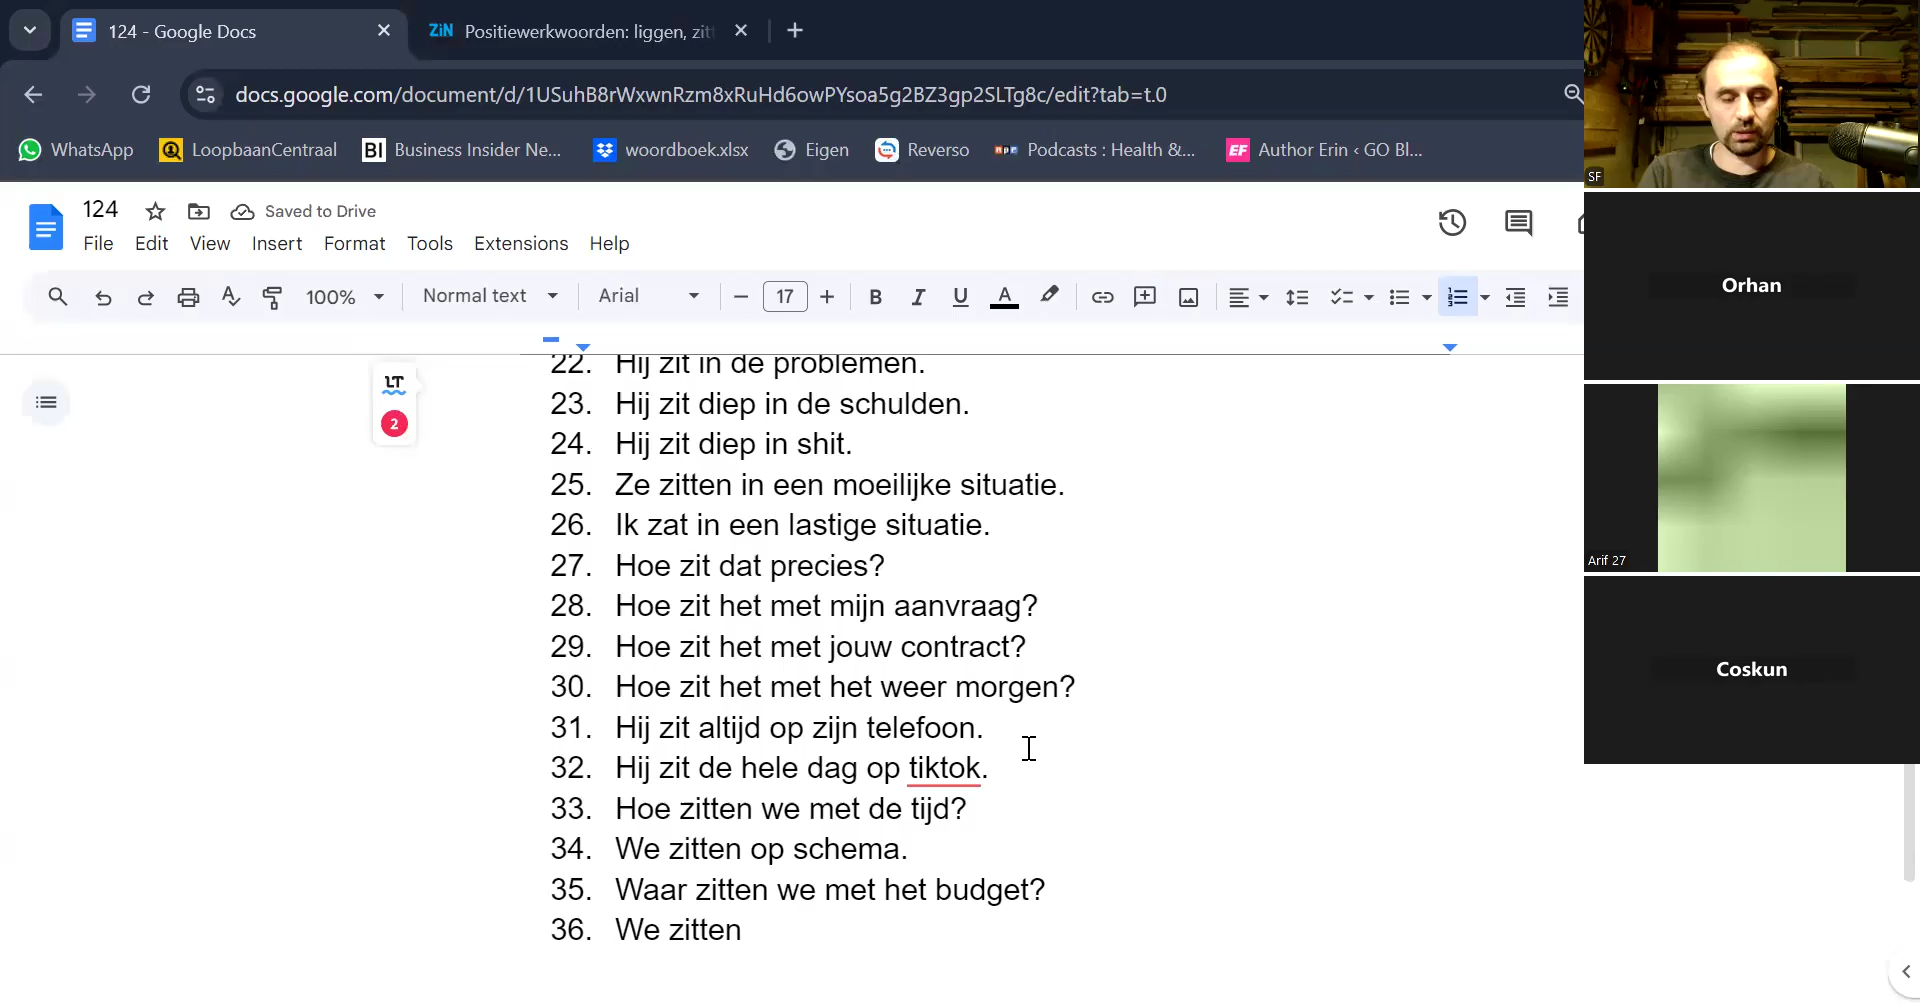 124 - Google Docs
ZiN Positiewerkwoorden: liggen, zit
docs.google.com/document/d/1USuhB8rWxwnRzm8xRuHd6owPYsoa5g2BZ3gp2SLTg8c/edit?tab=t.0
WhatsApp LoopbaanCentraal BI Business Insider Ne... woordboek.xlsx Eigen Reverso npr Podcasts : Health &... EF Author Erin ‹ GO Bl...
124 Saved to Drive
File Edit View Insert Format Tools Extensions Help
100% Normal text Arial 17 B I U A
LT
2
22. Hij zit in de problemen.
23. Hij zit diep in de schulden.
24. Hij zit diep in shit.
25. Ze zitten in een moeilijke situatie.
26. Ik zat in een lastige situatie.
27. Hoe zit dat precies?
28. Hoe zit het met mijn aanvraag?
29. Hoe zit het met jouw contract?
30. Hoe zit het met het weer morgen?
31. Hij zit altijd op zijn telefoon.
32. Hij zit de hele dag op tiktok.
33. Hoe zitten we met de tijd?
34. We zitten op schema.
35. Waar zitten we met het budget?
36. We zitten
SF
Orhan
Arif 27
Coskun